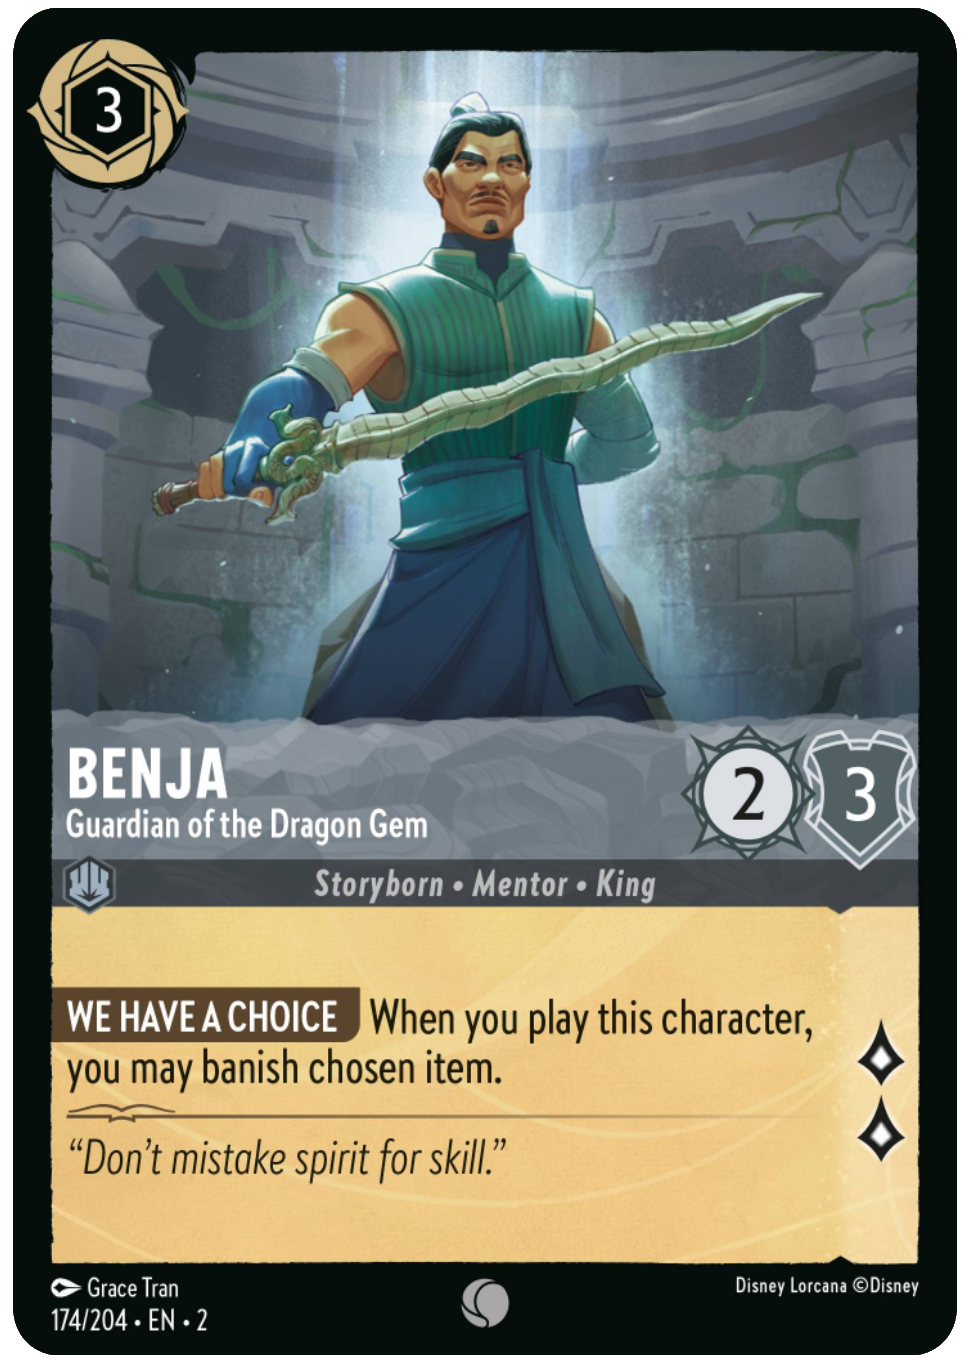 3
BENJA
Guardian of the Dragon Gem
2
3
Storyborn • Mentor • King
WE HAVE A CHOICE When you play this character,
you may banish chosen item.
“Don’t mistake spirit for skill.”
Grace Tran
174/204 • EN • 2
Disney Lorcana ©Disney